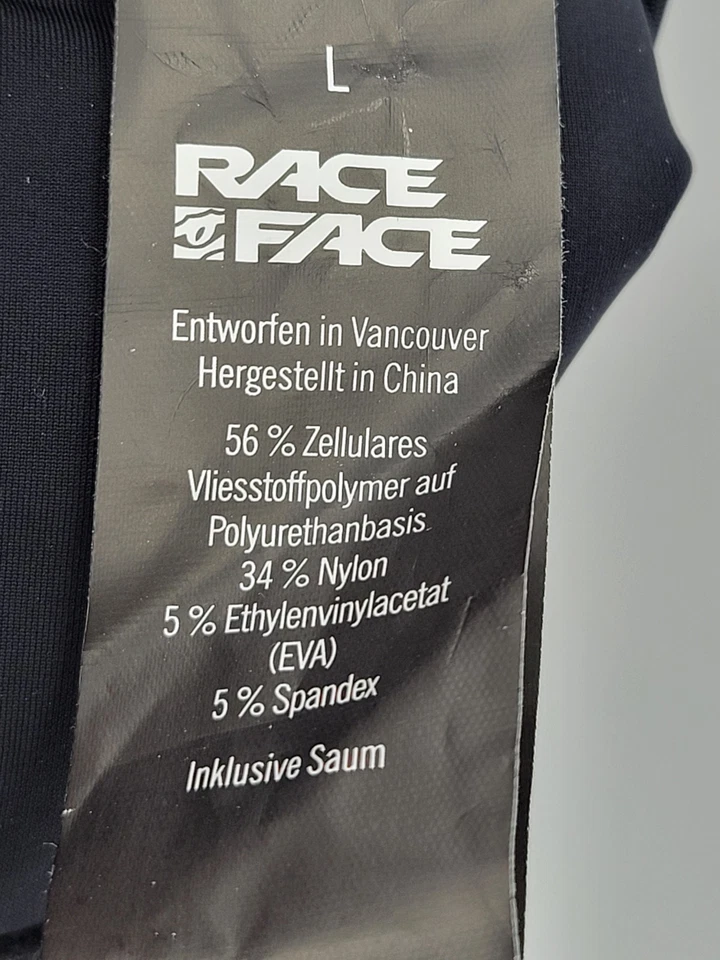 L
RACE
FACE
Entworfen in Vancouver
Hergestellt in China
56 % Zellulares
Vliesstoffpolymer auf
Polyurethanbasis
34 % Nylon
5 % Ethylenvinylacetat
(EVA)
5 % Spandex
Inklusive Saum